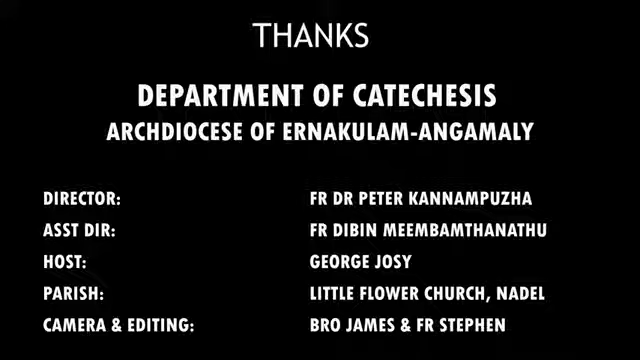 THANKS
DEPARTMENT OF CATECHESIS
ARCHDIOCESE OF ERNAKULAM-ANGAMALY
DIRECTOR: FR DR PETER KANNAMPUZHA
ASST DIR: FR DIBIN MEEMBAMTHANATHU
HOST: GEORGE JOSY
PARISH: LITTLE FLOWER CHURCH, NADEL
CAMERA & EDITING: BRO JAMES & FR STEPHEN